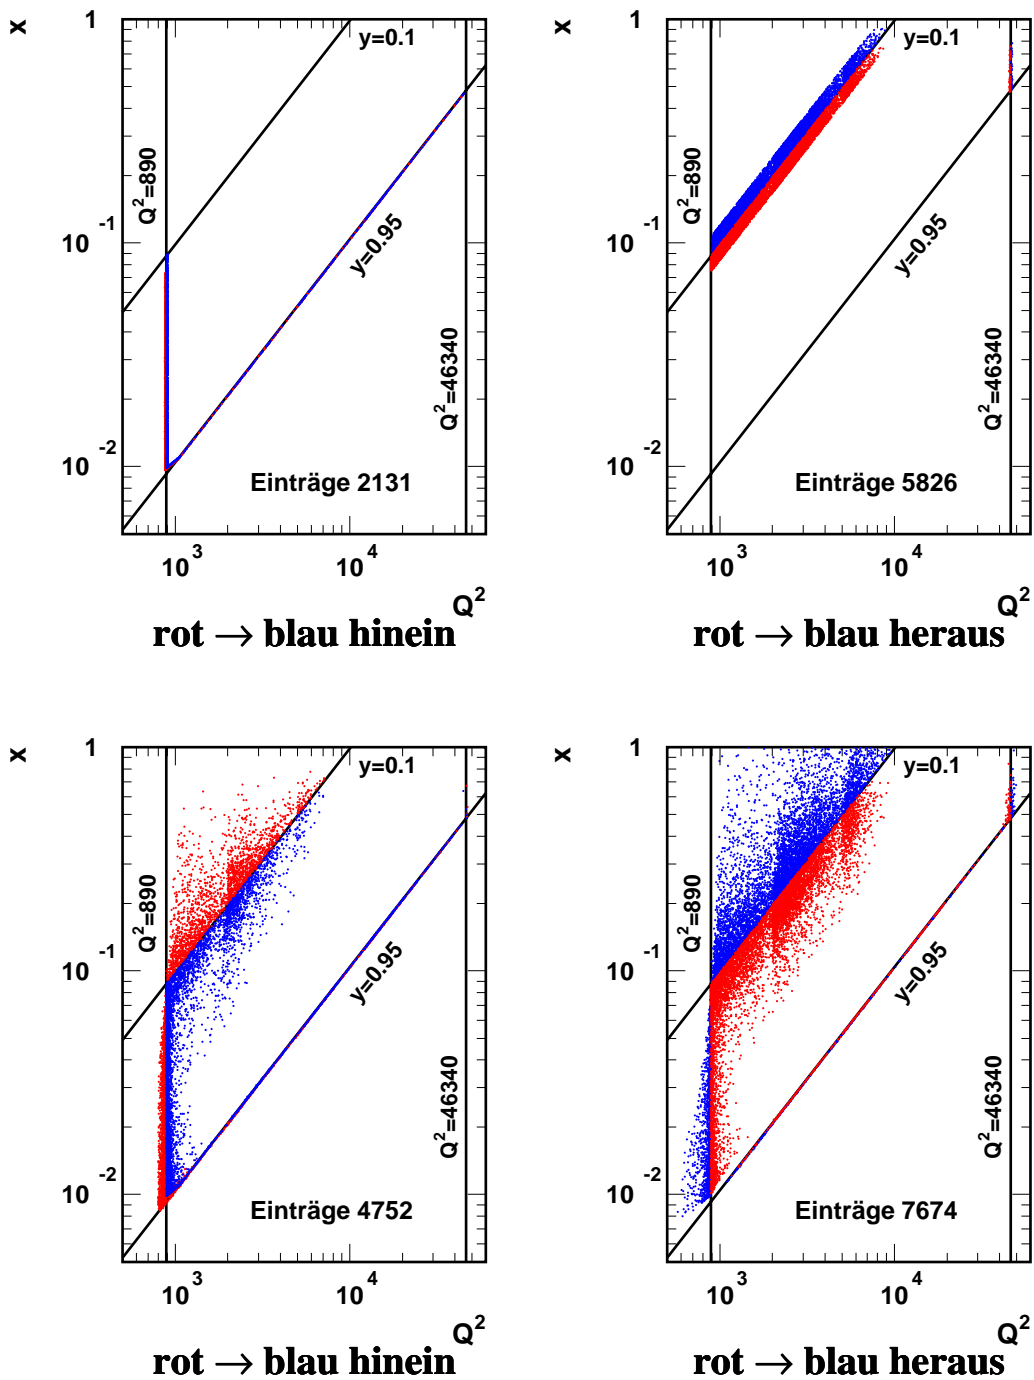 x
1
y=0.1
Q²=890
10⁻¹
y=0.95
Q²=46340
10⁻²
Einträge 2131
10³
10⁴
Q²
rot → blau hinein
x
1
y=0.1
Q²=890
10⁻¹
y=0.95
Q²=46340
10⁻²
Einträge 5826
10³
10⁴
Q²
rot → blau heraus
x
1
y=0.1
Q²=890
10⁻¹
y=0.95
Q²=46340
10⁻²
Einträge 4752
10³
10⁴
Q²
rot → blau hinein
x
1
y=0.1
Q²=890
10⁻¹
y=0.95
Q²=46340
10⁻²
Einträge 7674
10³
10⁴
Q²
rot → blau heraus